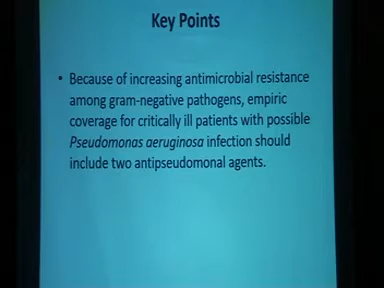 Key Points
• Because of increasing antimicrobial resistance
among gram-negative pathogens, empiric
coverage for critically ill patients with possible
Pseudomonas aeruginosa infection should
include two antipseudomonal agents.